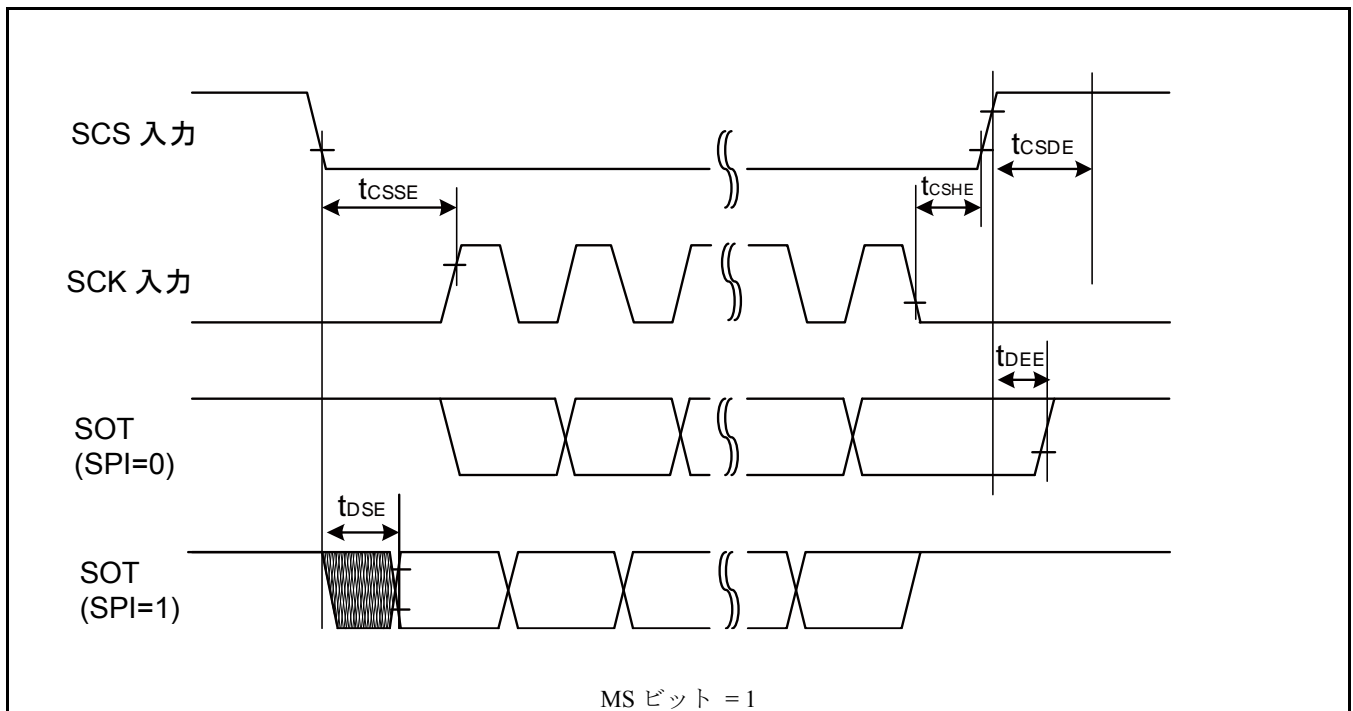 SCS 入力
tCSDE
tCSSE
tCSHE
SCK 入力
tDEE
SOT
(SPI=0)
tDSE
SOT
(SPI=1)
MS ビット = 1